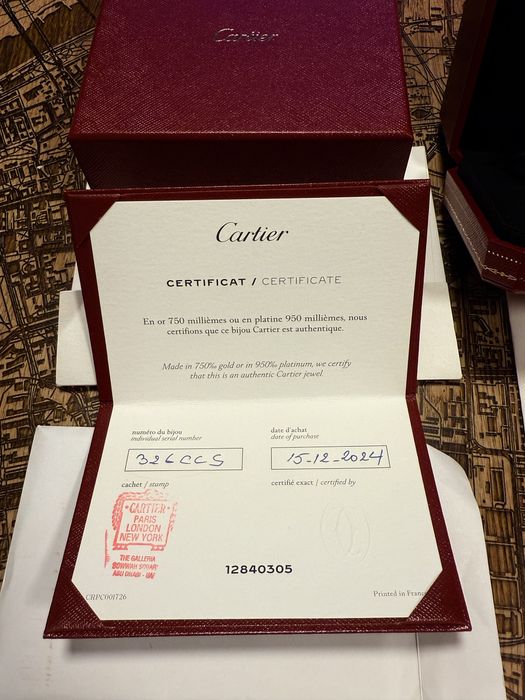 Cartier
Cartier
CERTIFICAT / CERTIFICATE
En or 750 millièmes ou en platine 950 millièmes, nous
certifions que ce bijou Cartier est authentique.
Made in 750‰ gold or in 950‰ platinum, we certify
that this is an authentic Cartier jewel.
numéro du bijou
individual serial number
date d'achat
date of purchase
326CCS
15-12-2024
cachet / stamp
certifié exact / certified by
CARTIER
PARIS
LONDON
NEW YORK
THE GALLERIA
SOWWAH SQUARE
ABU DHABI - UAE
12840305
CRPC001726
Printed in